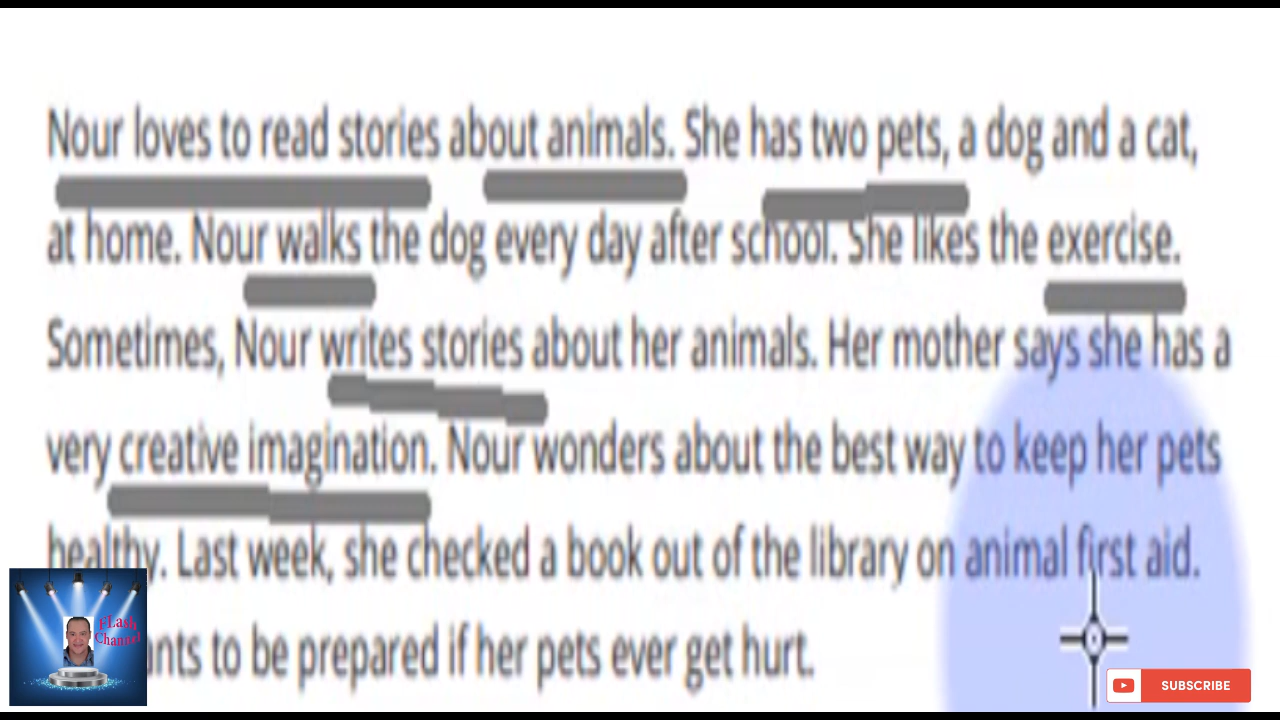 Nour loves to read stories about animals. She has two pets, a dog and a cat,
at home. Nour walks the dog every day after school. She likes the exercise.
Sometimes, Nour writes stories about her animals. Her mother says she has a
very creative imagination. Nour wonders about the best way to keep her pets
healthy. Last week, she checked a book out of the library on animal first aid.
to be prepared if her pets ever get hurt.
FLash
Channel
SUBSCRIBE